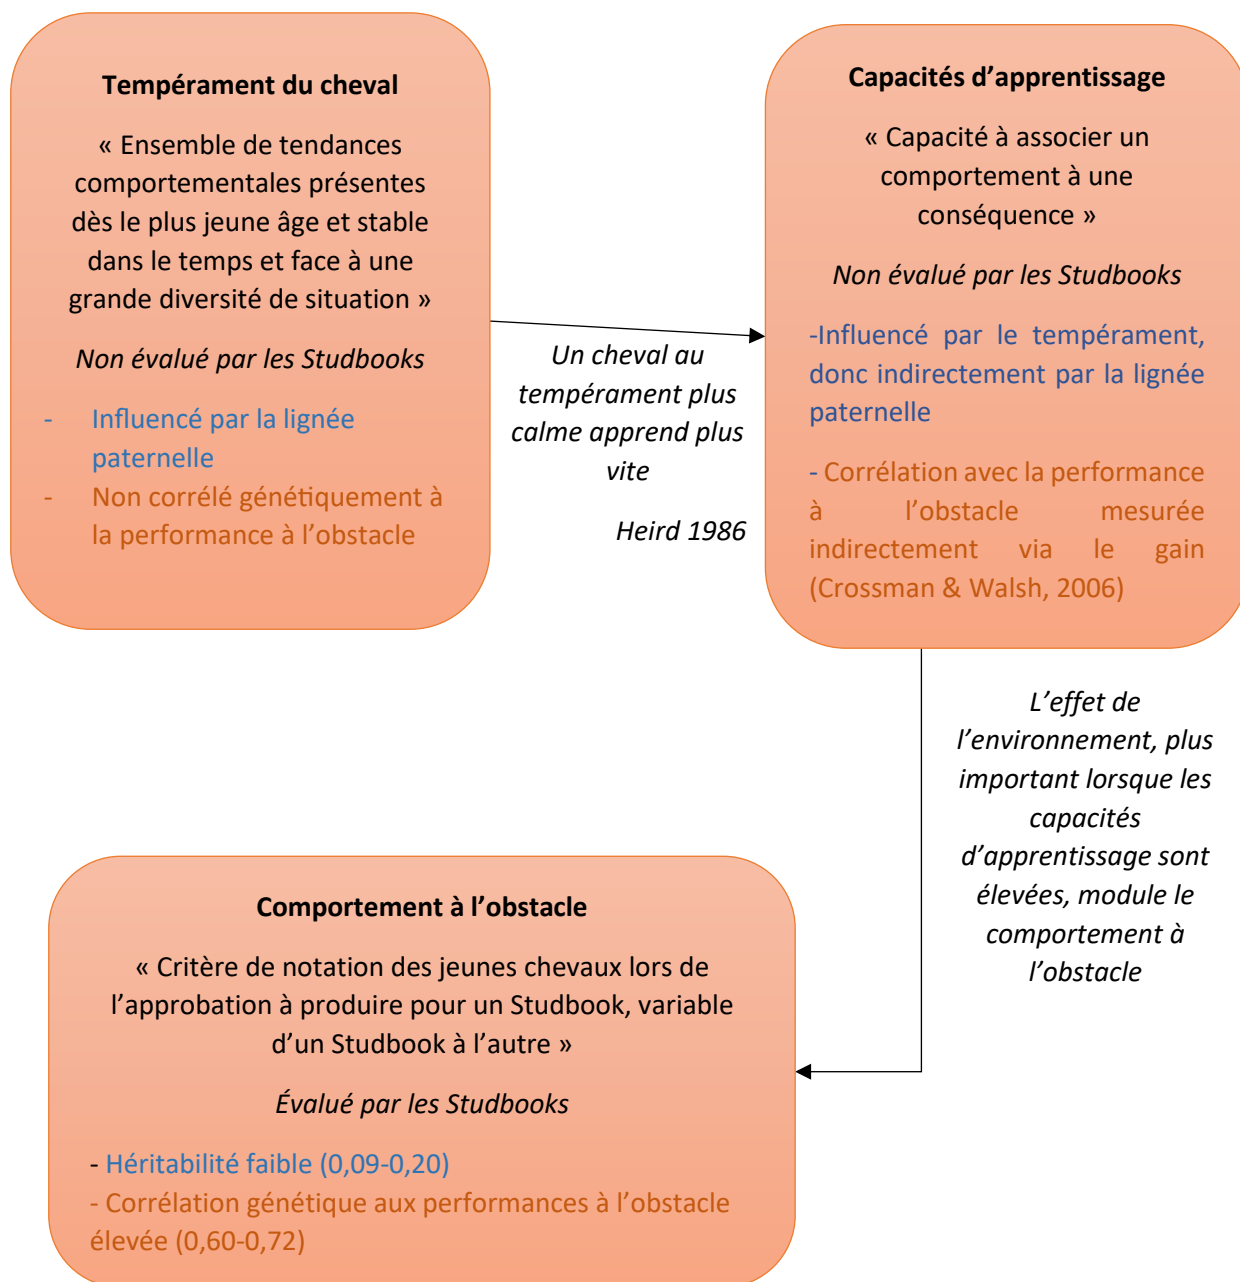 Tempérament du cheval
« Ensemble de tendances
comportementales présentes
dès le plus jeune âge et stable
dans le temps et face à une
grande diversité de situation »
Non évalué par les Studbooks
- Influencé par la lignée
paternelle
- Non corrélé génétiquement à
la performance à l’obstacle
Un cheval au
tempérament plus
calme apprend plus
vite
Heird 1986
Capacités d’apprentissage
« Capacité à associer un
comportement à une
conséquence »
Non évalué par les Studbooks
-Influencé par le tempérament,
donc indirectement par la lignée
paternelle
- Corrélation avec la performance
à l’obstacle mesurée
indirectement via le gain
(Crossman & Walsh, 2006)
L’effet de
l’environnement, plus
important lorsque les
capacités
d’apprentissage sont
élevées, module le
comportement à
l’obstacle
Comportement à l’obstacle
« Critère de notation des jeunes chevaux lors de
l’approbation à produire pour un Studbook, variable
d’un Studbook à l’autre »
Évalué par les Studbooks
- Héritabilité faible (0,09-0,20)
- Corrélation génétique aux performances à l’obstacle
élevée (0,60-0,72)